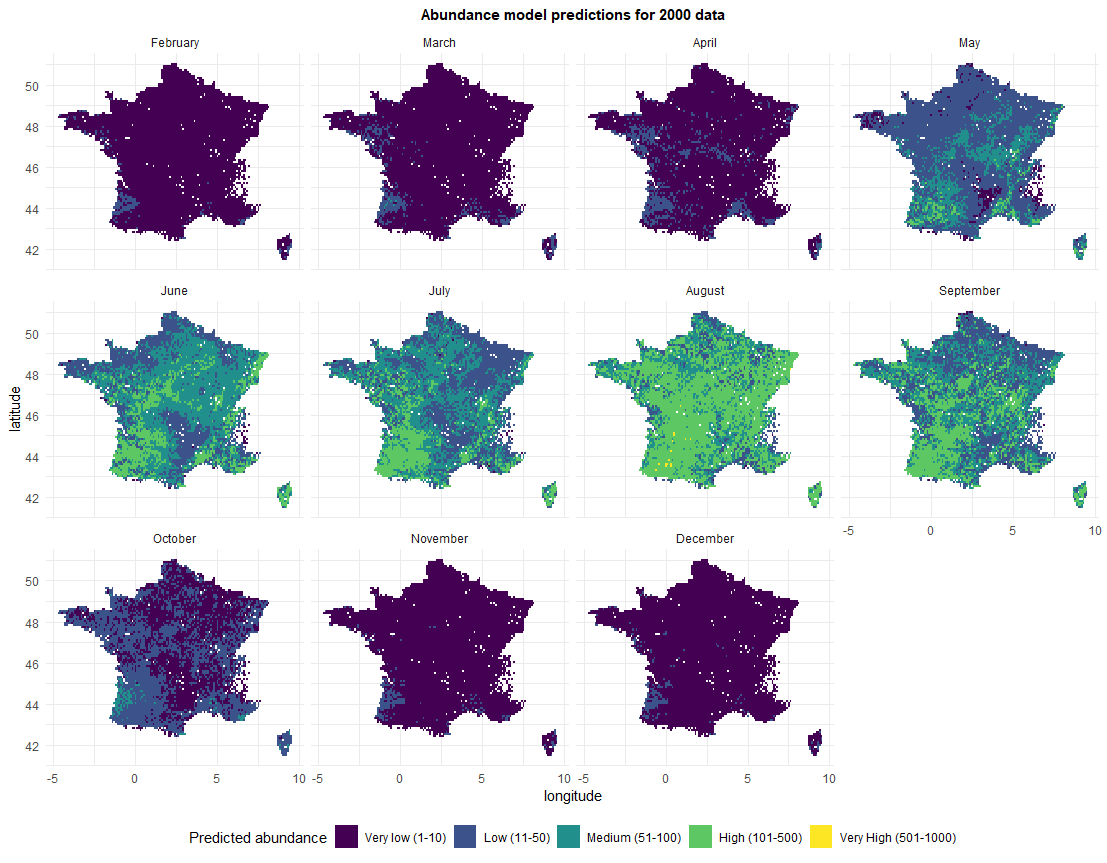 Abundance model predictions for 2000 data
February March April May
50
48
46
44
42
June July August September
50
48
46
44
42
-5 0 5 10
October November December
50
48
46
44
42
-5 0 5 10 -5 0 5 10 -5 0 5 10
latitude
longitude
Predicted abundance Very low (1-10) Low (11-50) Medium (51-100) High (101-500) Very High (501-1000)